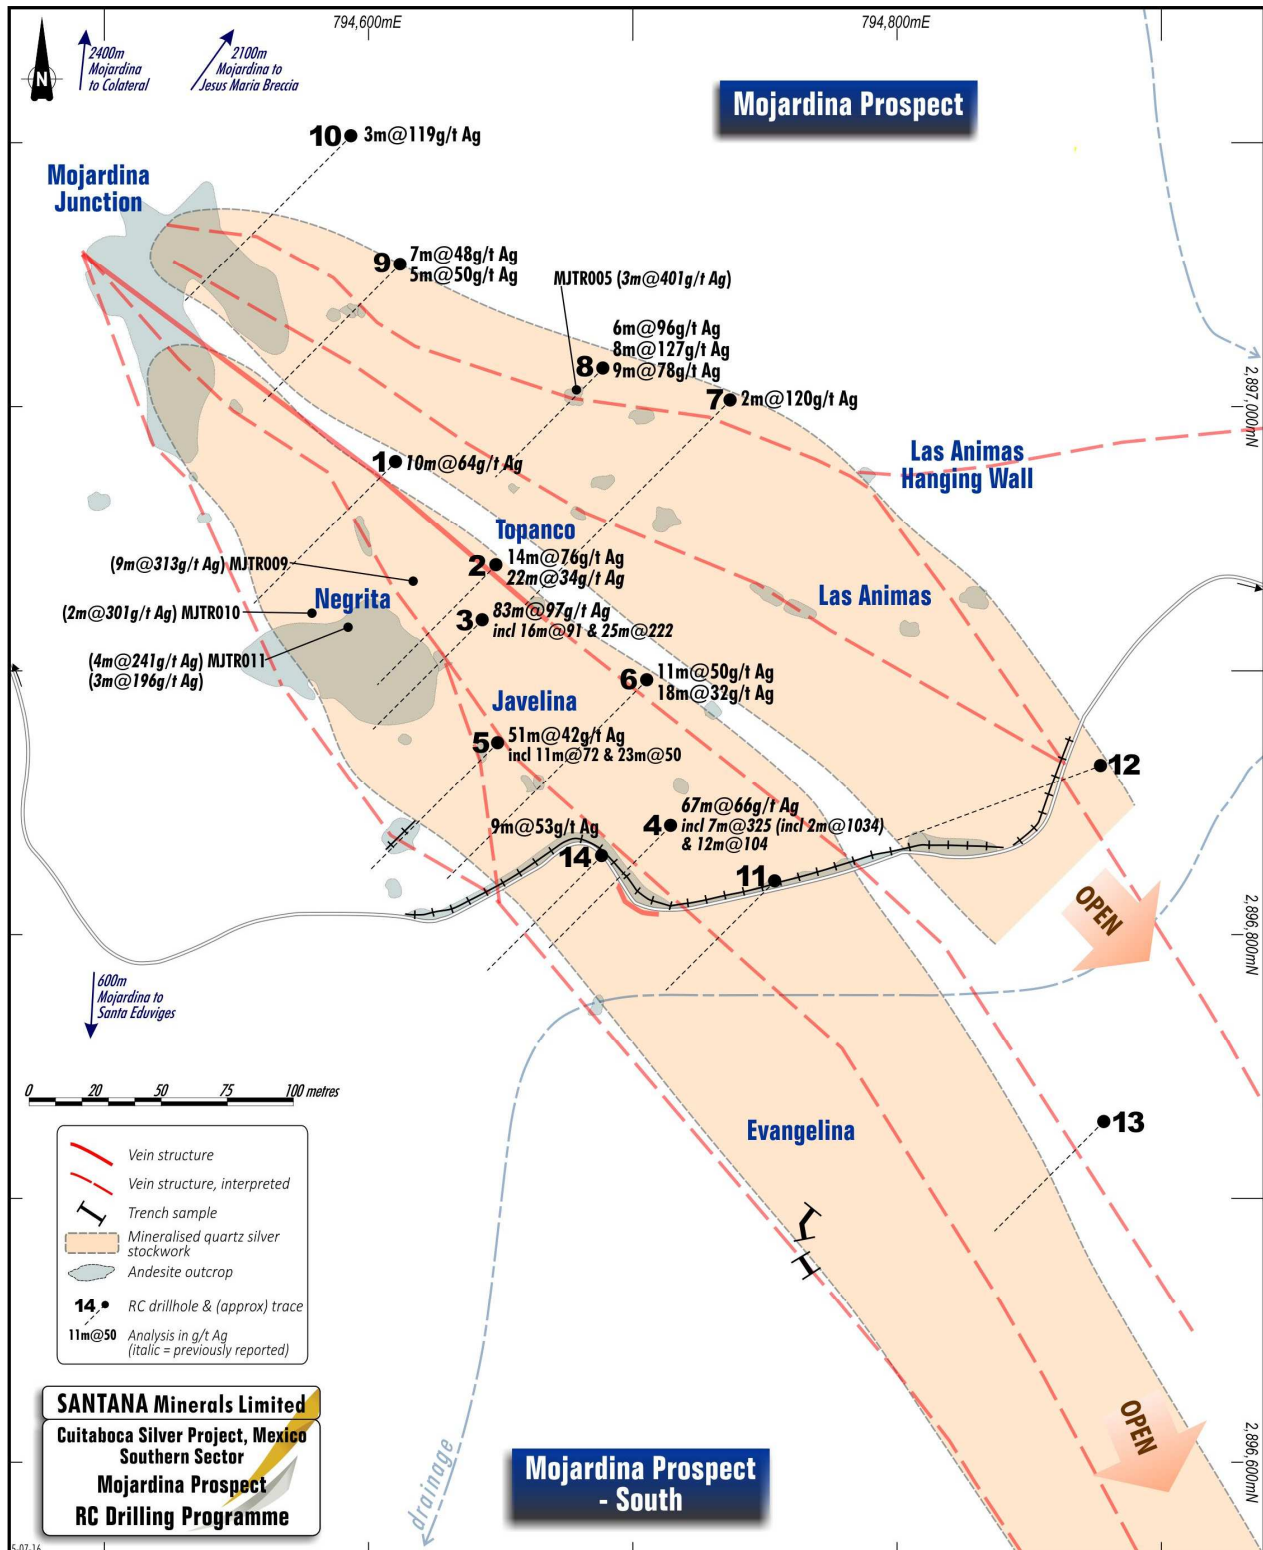 794,600mE
794,800mE
N
2400m
Mojardina
to Colateral
2100m
Mojardina to
Jesus Maria Breccia
Mojardina Prospect
10 3m@119g/t Ag
Mojardina
Junction
9 7m@48g/t Ag
5m@50g/t Ag
MJTR005 (3m@401g/t Ag)
6m@96g/t Ag
8m@127g/t Ag
8 9m@78g/t Ag
7 2m@120g/t Ag
2,897,000mN
Las Animas
Hanging Wall
1 10m@64g/t Ag
Topanco
2 14m@76g/t Ag
22m@34g/t Ag
(9m@313g/t Ag) MJTR009
Negrita
Las Animas
(2m@301g/t Ag) MJTR010
3 83m@97g/t Ag
incl 16m@91 & 25m@222
(4m@241g/t Ag) MJTR011
(3m@196g/t Ag)
6 11m@50g/t Ag
18m@32g/t Ag
Javelina
5 51m@42g/t Ag
incl 11m@72 & 23m@50
12
67m@66g/t Ag
9m@53g/t Ag
4 incl 7m@325 (incl 2m@1034)
& 12m@104
14
11
OPEN
2,896,800mN
600m
Mojardina to
Santa Eduviges
0 20 50 75 100 metres
Evangelina
13
Vein structure
Vein structure, interpreted
Trench sample
Mineralised quartz silver
stockwork
Andesite outcrop
14 RC drillhole & (approx) trace
11m@50 Analysis in g/t Ag
(italic = previously reported)
SANTANA Minerals Limited
Cuitaboca Silver Project, Mexico
Southern Sector
Mojardina Prospect
RC Drilling Programme
drainage
Mojardina Prospect
- South
OPEN
2,896,600mN